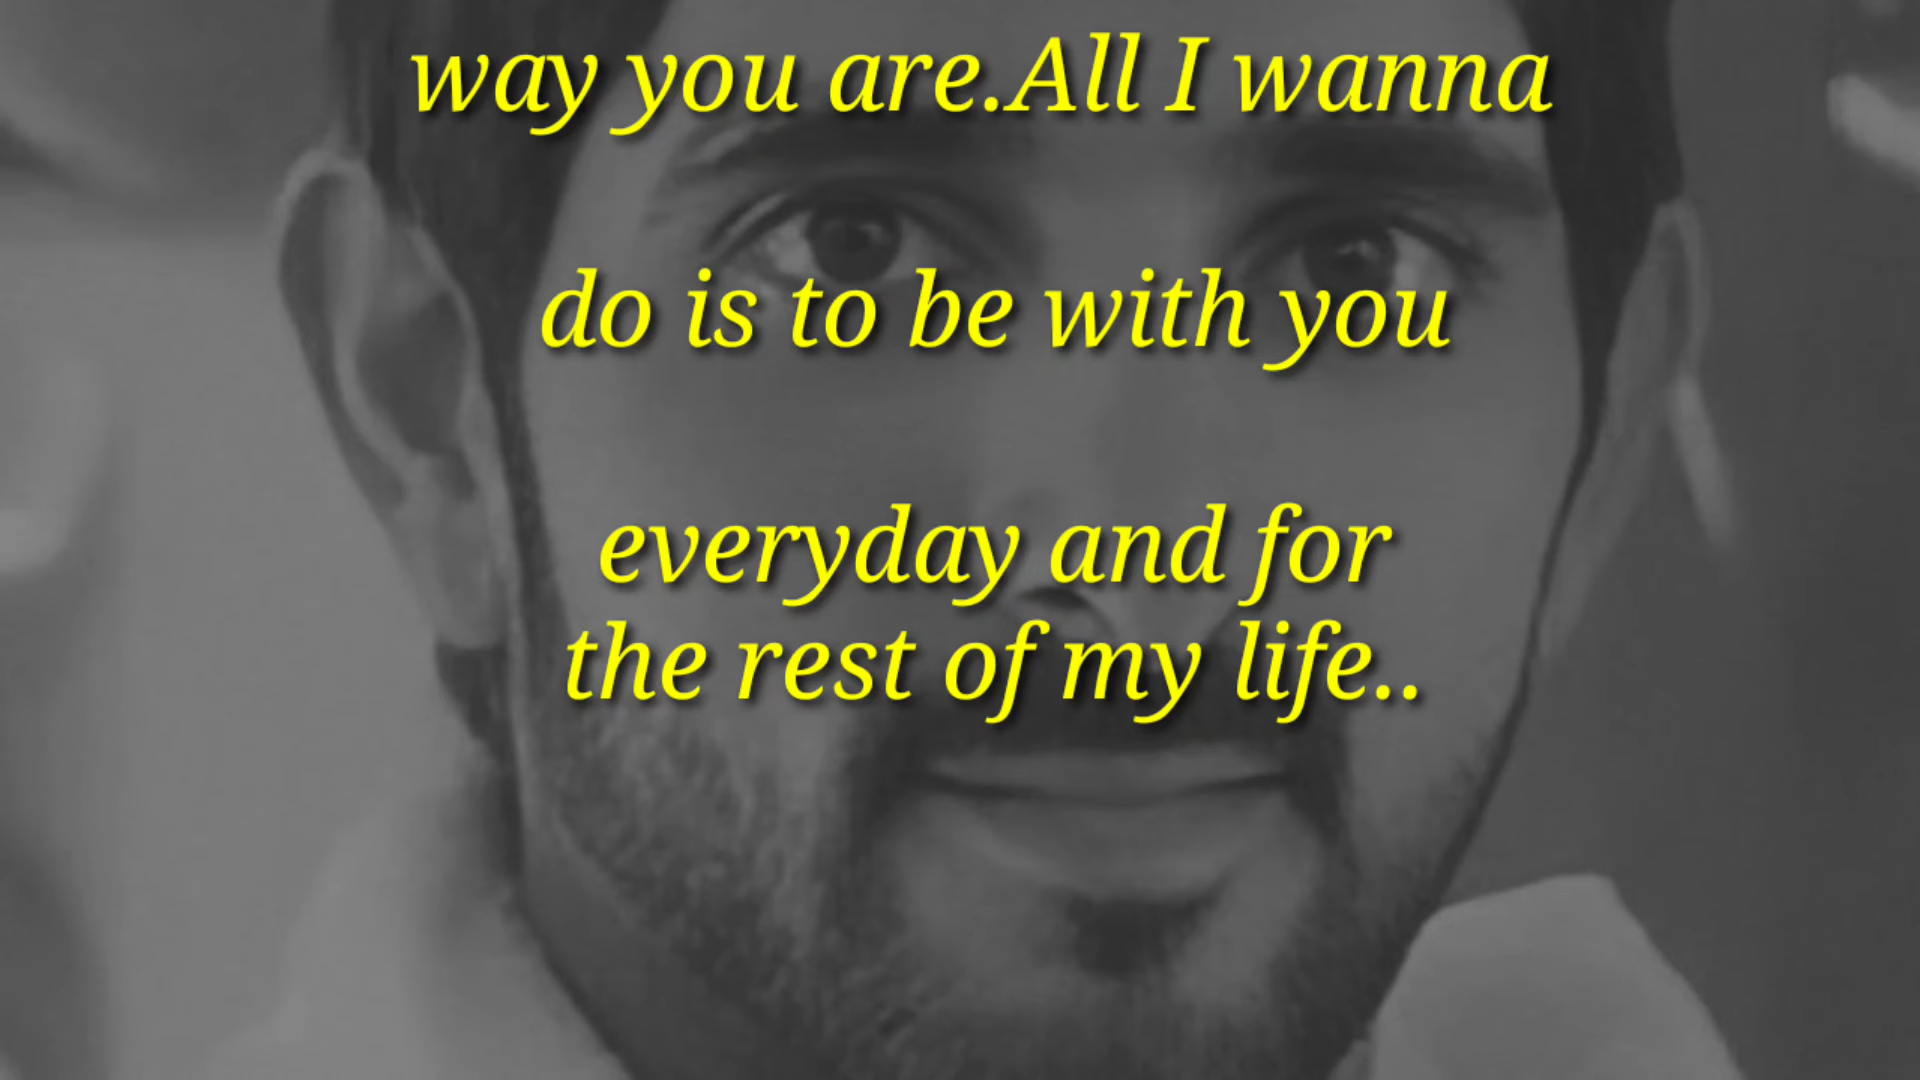 way you are.All I wanna
do is to be with you
everyday and for
the rest of my life..